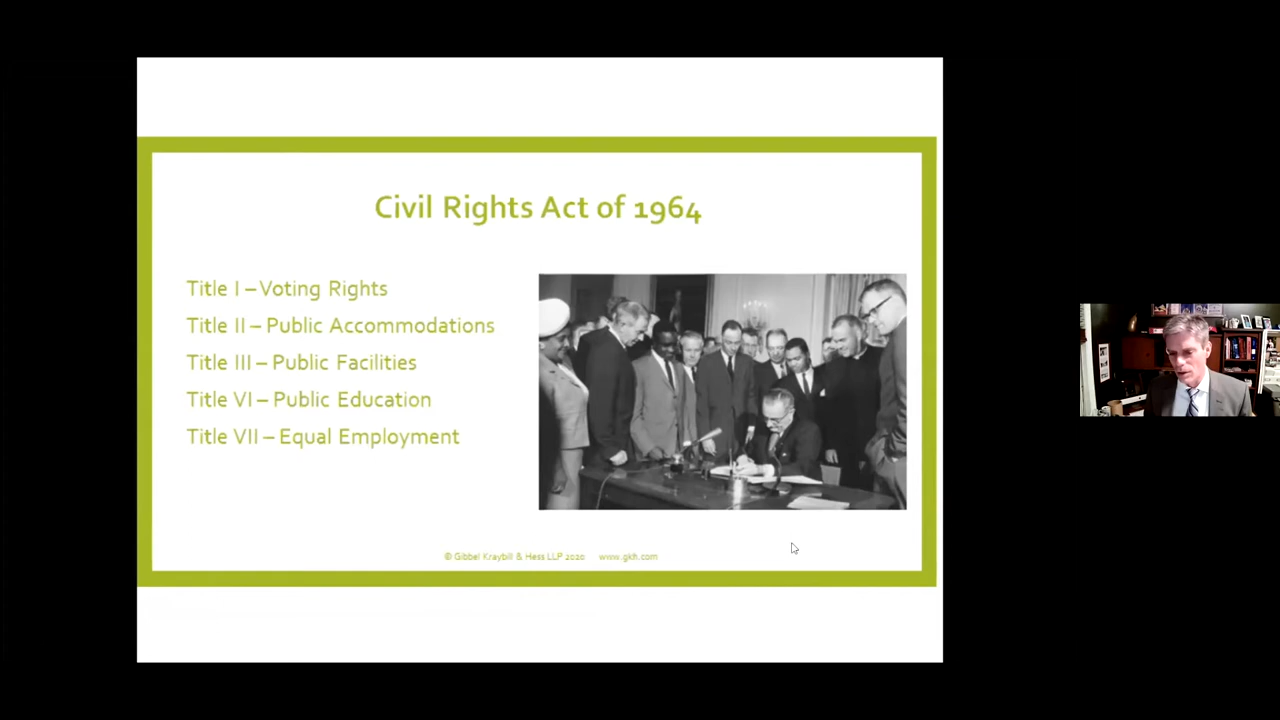 Civil Rights Act of 1964
Title I – Voting Rights
Title II – Public Accommodations
Title III – Public Facilities
Title VI – Public Education
Title VII – Equal Employment
© Gibbel Kraybill & Hess LLP 2020 www.gkh.com